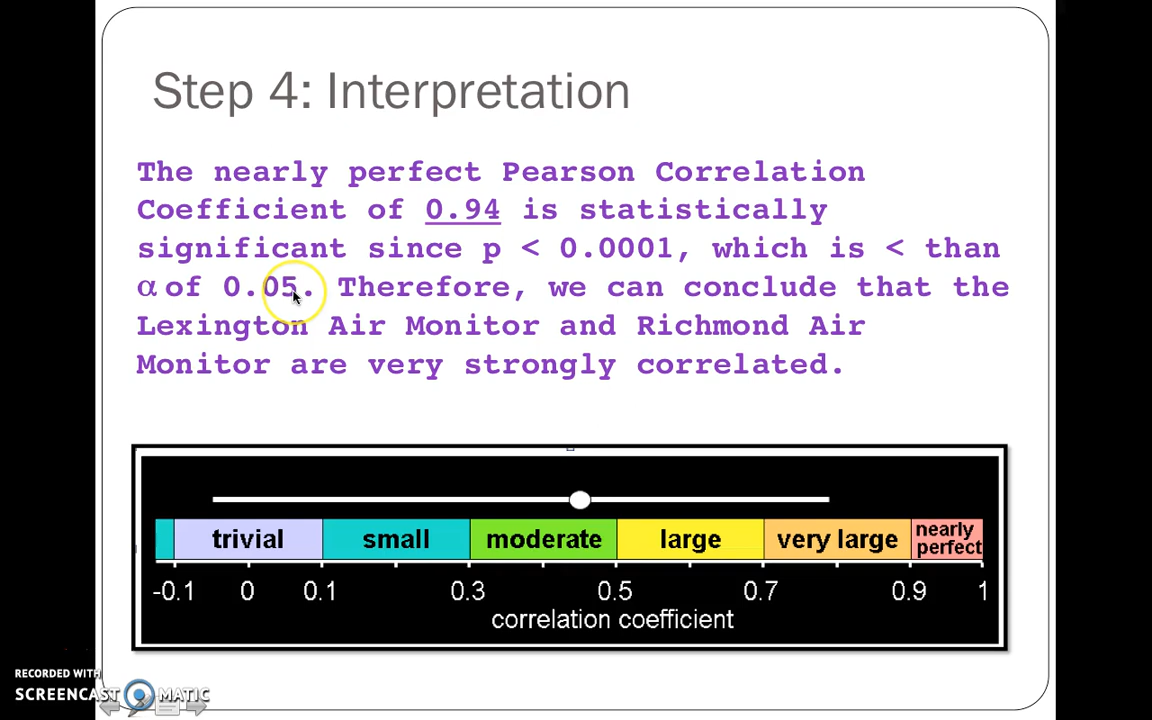 Step 4: Interpretation
The nearly perfect Pearson Correlation
Coefficient of 0.94 is statistically
significant since p < 0.0001, which is < than
α of 0.05. Therefore, we can conclude that the
Lexington Air Monitor and Richmond Air
Monitor are very strongly correlated.
trivial small moderate large very large nearly perfect
-0.1 0 0.1 0.3 0.5 0.7 0.9 1
correlation coefficient
RECORDED WITH
SCREENCAST MATIC